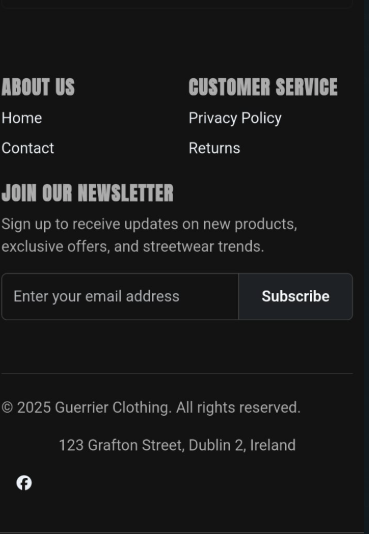 ABOUT US
Home
Contact
CUSTOMER SERVICE
Privacy Policy
Returns
JOIN OUR NEWSLETTER
Sign up to receive updates on new products,
exclusive offers, and streetwear trends.
Enter your email address
Subscribe
© 2025 Guerrier Clothing. All rights reserved.
123 Grafton Street, Dublin 2, Ireland